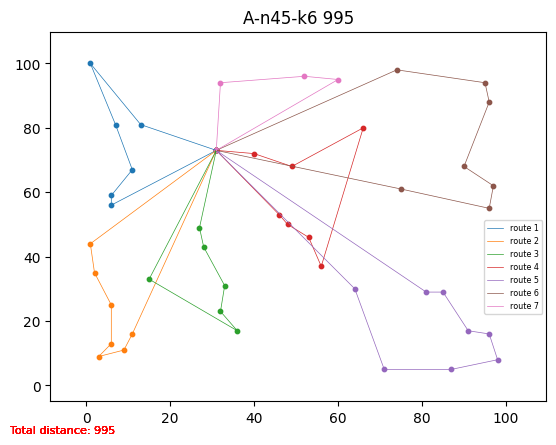 A-n45-k6 995
100
80
60
40
20
0
route 1
route 2
route 3
route 4
route 5
route 6
route 7
0 20 40 60 80 100
Total distance: 995